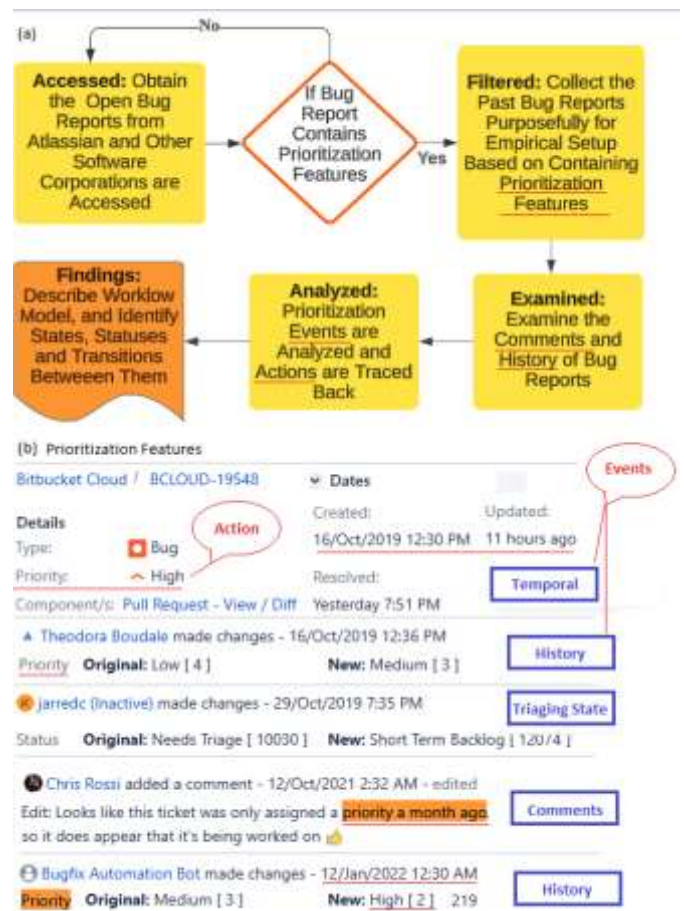 (a)
No
Accessed: Obtain
the Open Bug
Reports from
Atlassian and Other
Software
Corporations are
Accessed
If Bug
Report
Contains
Prioritization
Features
Yes
Filtered: Collect the
Past Bug Reports
Purposefully for
Empirical Setup
Based on Containing
Prioritization
Features
Findings:
Describe Worklow
Model, and Identify
States, Statuses
and Transitions
Betweeen Them
Analyzed:
Prioritization
Events are
Analyzed and
Actions are Traced
Back
Examined:
Examine the
Comments and
History of Bug
Reports
(b) Prioritization Features
Events
Bitbucket Cloud / BCLOUD-19548
Dates
Details
Action
Created:
Updated:
Type: Bug
16/Oct/2019 12:30 PM
11 hours ago
Priority: High
Resolved:
Temporal
Component/s: Pull Request - View / Diff
Yesterday 7:51 PM
Theodora Boudale made changes - 16/Oct/2019 12:36 PM
History
Priority Original: Low [ 4 ] New: Medium [ 3 ]
jarredc (Inactive) made changes - 29/Oct/2019 7:35 PM
Triaging State
Status Original: Needs Triage [ 10030 ] New: Short Term Backlog [ 12074 ]
Chris Rossi added a comment - 12/Oct/2021 2:32 AM - edited
Comments
Edit: Looks like this ticket was only assigned a priority a month ago
so it does appear that it's being worked on 👍
Bugfix Automation Bot made changes - 12/Jan/2022 12:30 AM
History
Priority Original: Medium [ 3 ] New: High [ 2 ] 219